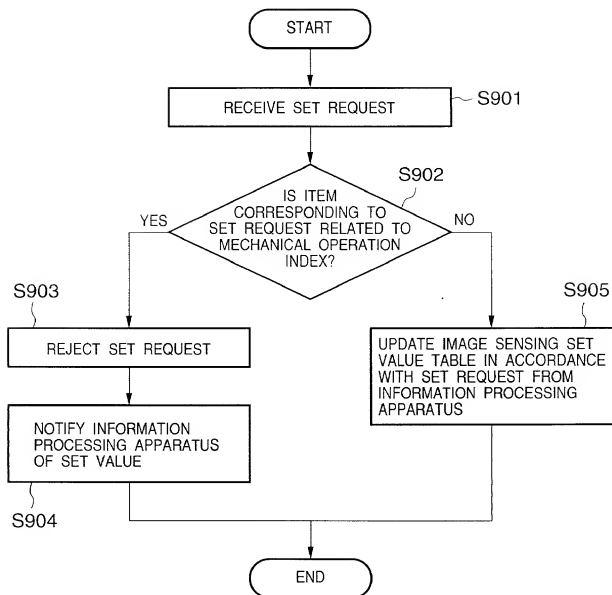 START
RECEIVE SET REQUEST
S901
S902
IS ITEM
CORRESPONDING TO
SET REQUEST RELATED TO
MECHANICAL OPERATION
INDEX?
YES
NO
S903
REJECT SET REQUEST
S905
UPDATE IMAGE SENSING SET
VALUE TABLE IN ACCORDANCE
WITH SET REQUEST FROM
INFORMATION PROCESSING
APPARATUS
NOTIFY INFORMATION
PROCESSING APPARATUS
OF SET VALUE
S904
END